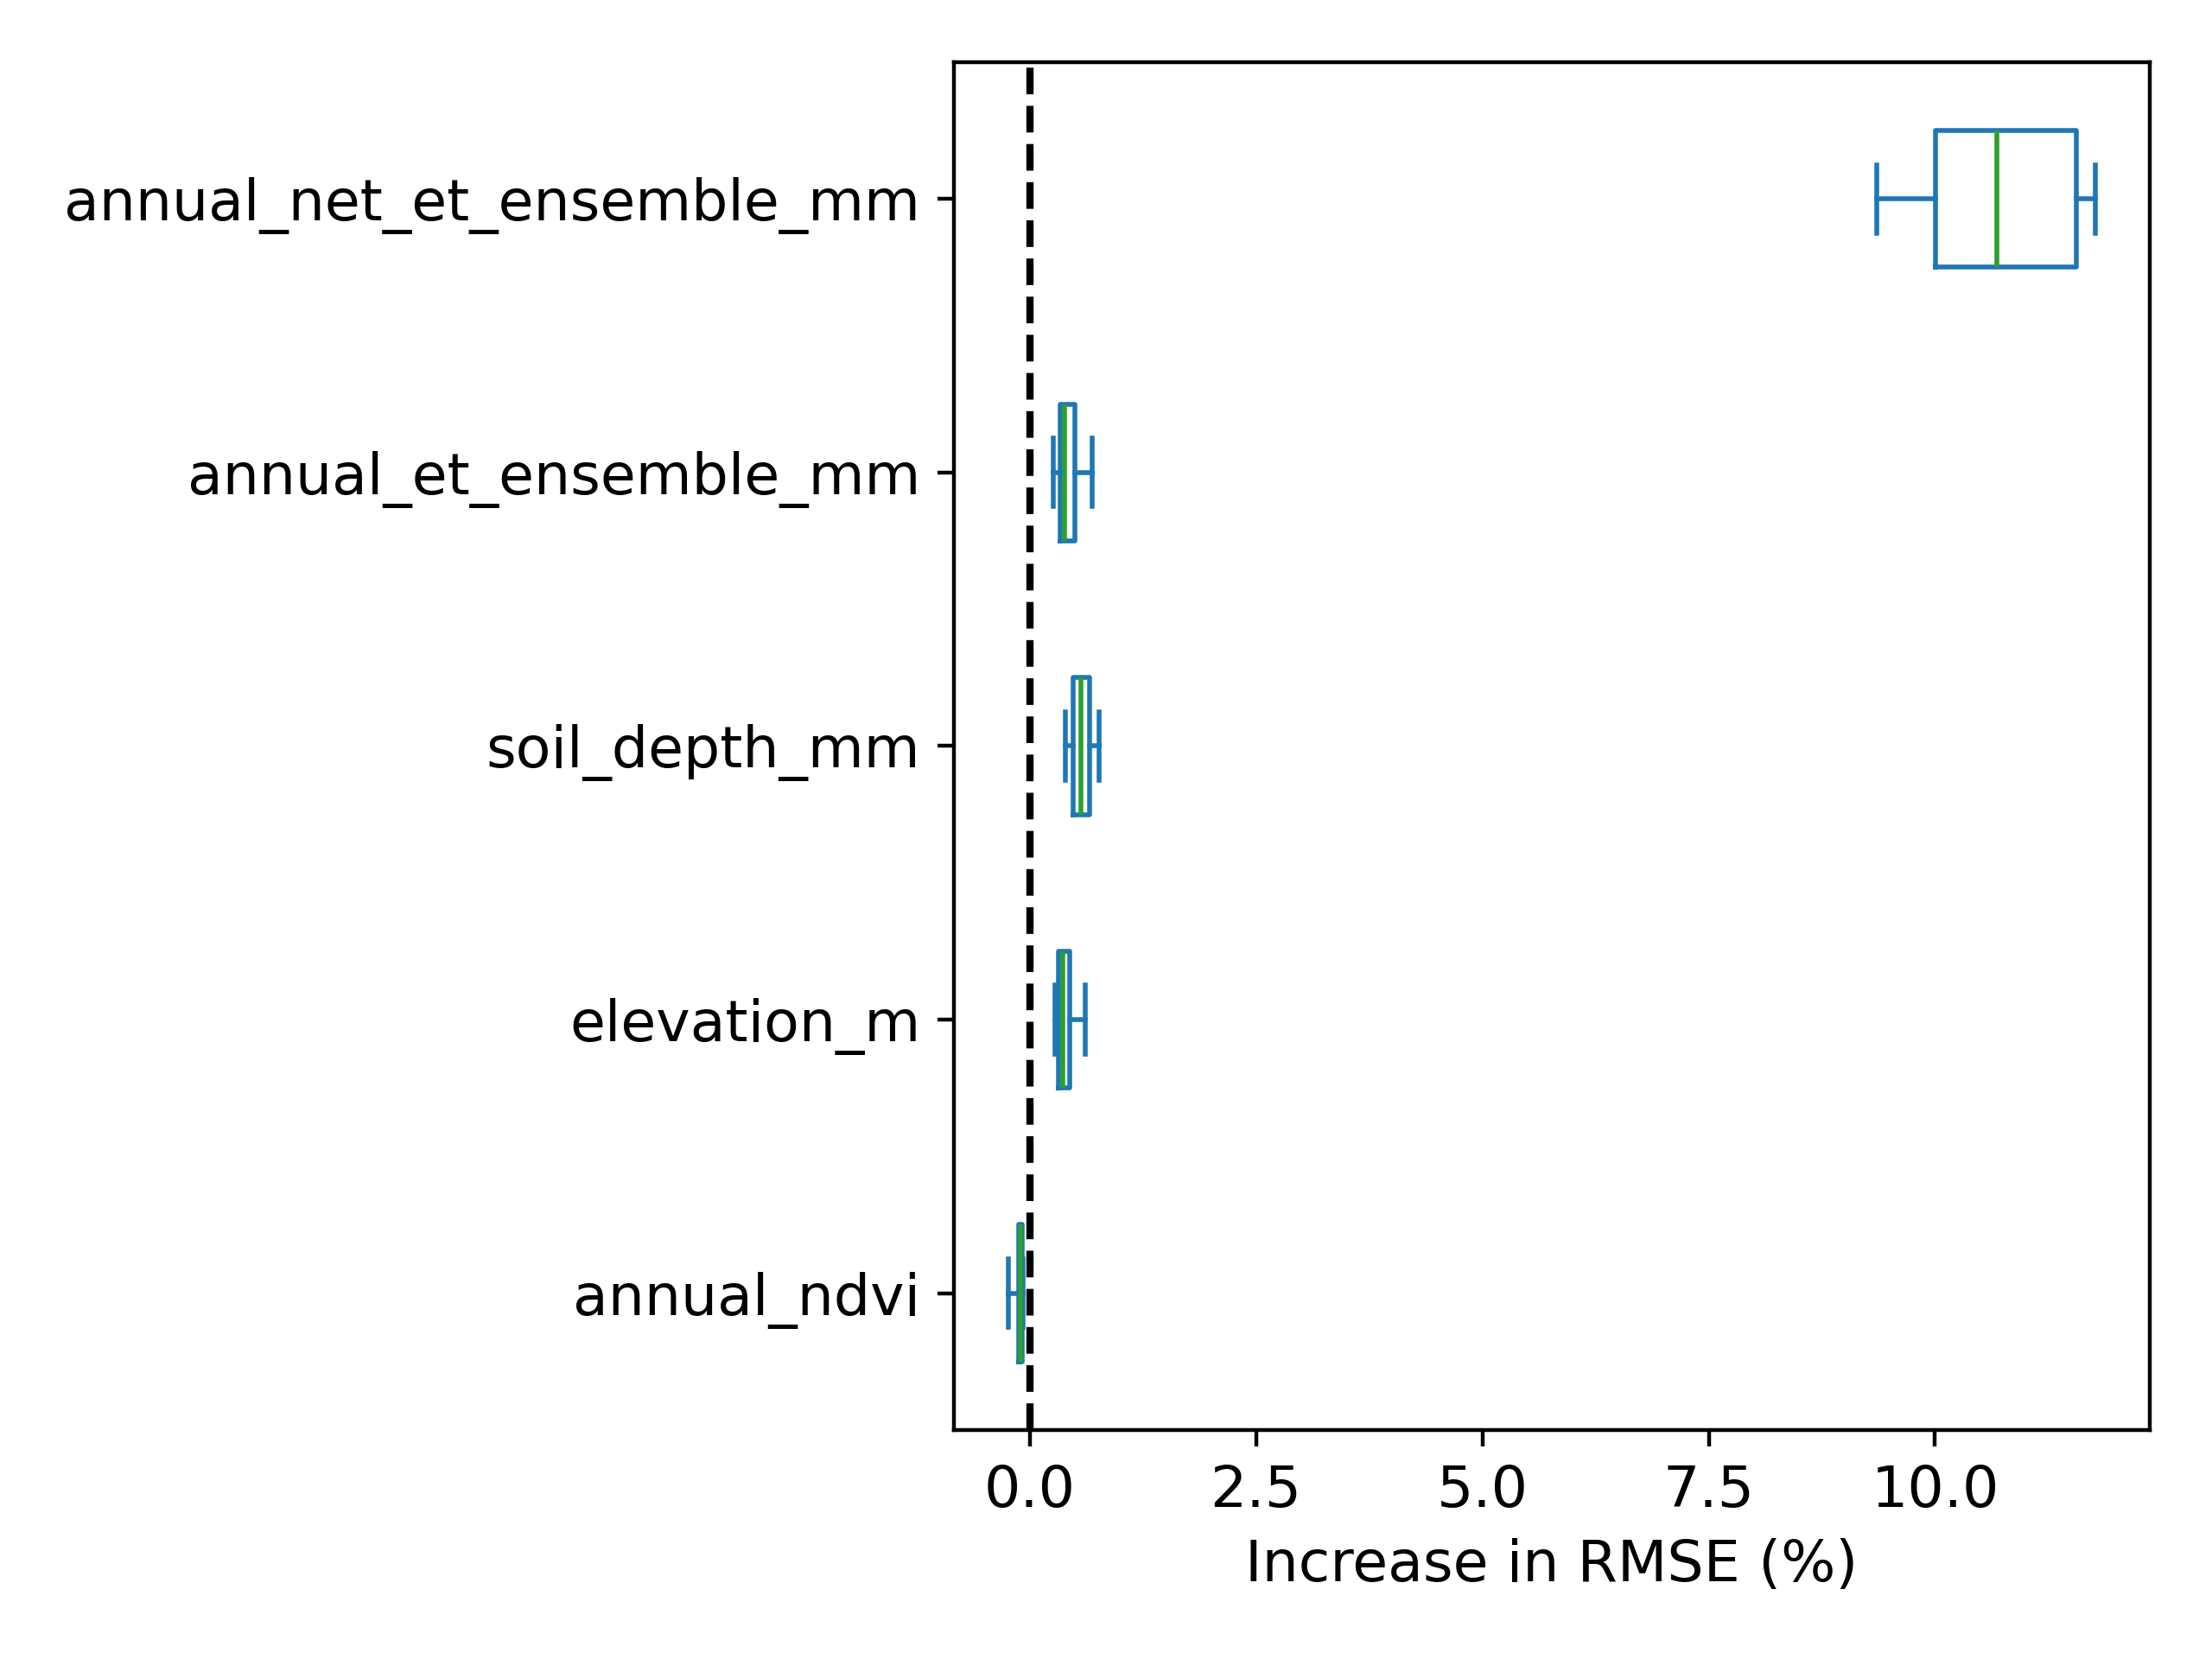 annual_net_et_ensemble_mm
annual_et_ensemble_mm
soil_depth_mm
elevation_m
annual_ndvi
0.0 2.5 5.0 7.5 10.0
Increase in RMSE (%)